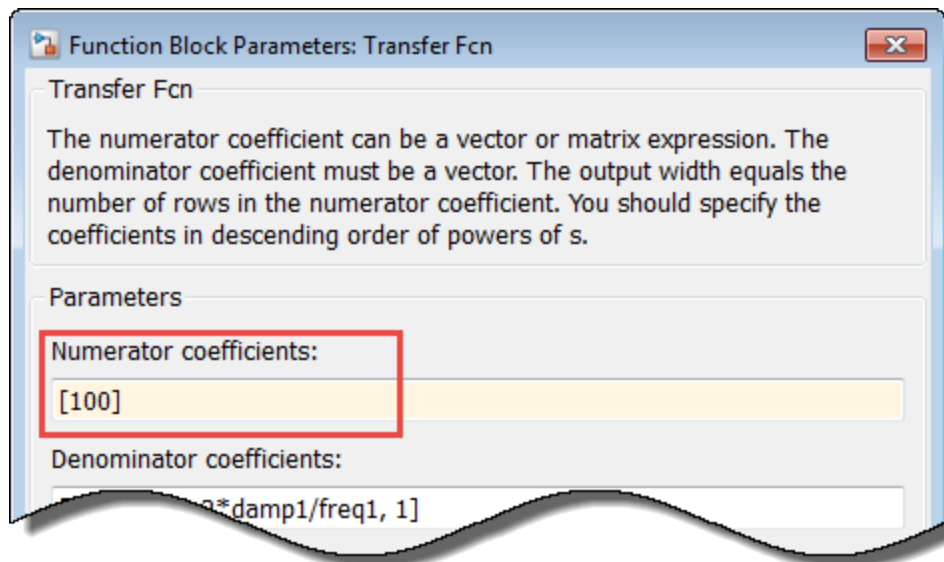 Function Block Parameters: Transfer Fcn
Transfer Fcn
The numerator coefficient can be a vector or matrix expression. The
denominator coefficient must be a vector. The output width equals the
number of rows in the numerator coefficient. You should specify the
coefficients in descending order of powers of s.
Parameters
Numerator coefficients:
[100]
Denominator coefficients:
*damp1/freq1, 1]